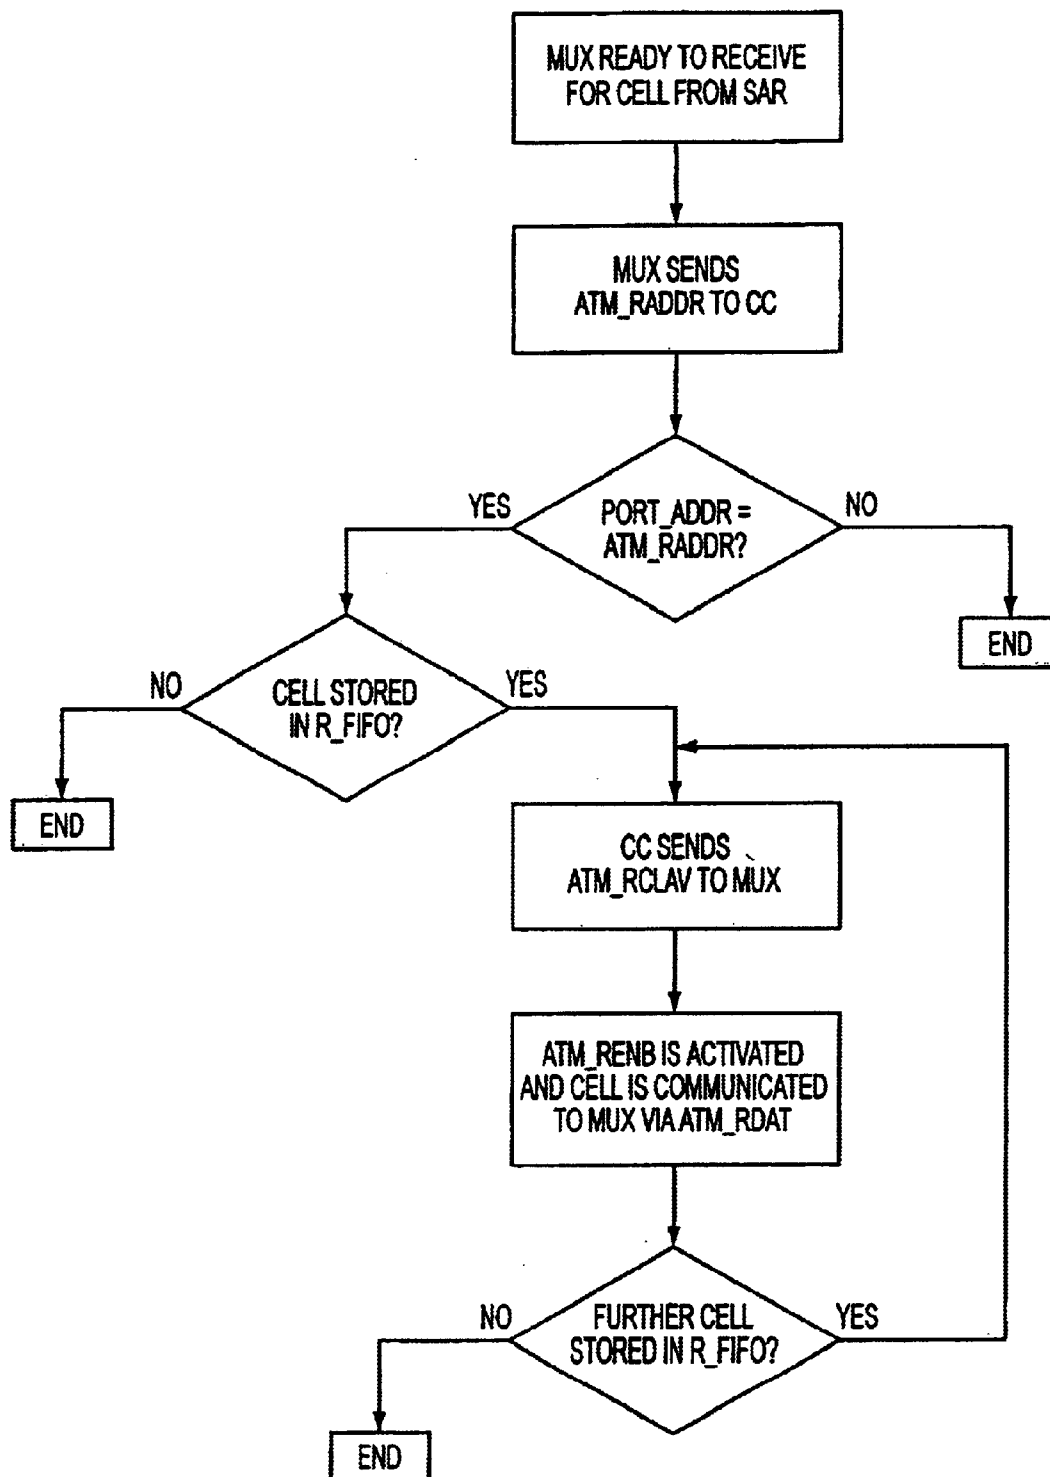 MUX READY TO RECEIVE
FOR CELL FROM SAR
MUX SENDS
ATM_RADDR TO CC
PORT_ADDR =
ATM_RADDR?
YES
NO
END
CELL STORED
IN R_FIFO?
NO
YES
END
CC SENDS
ATM_RCLAV TO MUX
ATM_RENB IS ACTIVATED
AND CELL IS COMMUNICATED
TO MUX VIA ATM_RDAT
FURTHER CELL
STORED IN R_FIFO?
NO
YES
END